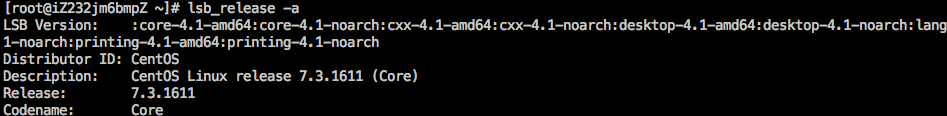 [root@iZ232jm6bmpZ ~]# lsb_release -a
LSB Version:    :core-4.1-amd64:core-4.1-noarch:cxx-4.1-amd64:cxx-4.1-noarch:desktop-4.1-amd64:desktop-4.1-noarch:lang
1-noarch:printing-4.1-amd64:printing-4.1-noarch
Distributor ID: CentOS
Description:    CentOS Linux release 7.3.1611 (Core)
Release:        7.3.1611
Codename:       Core